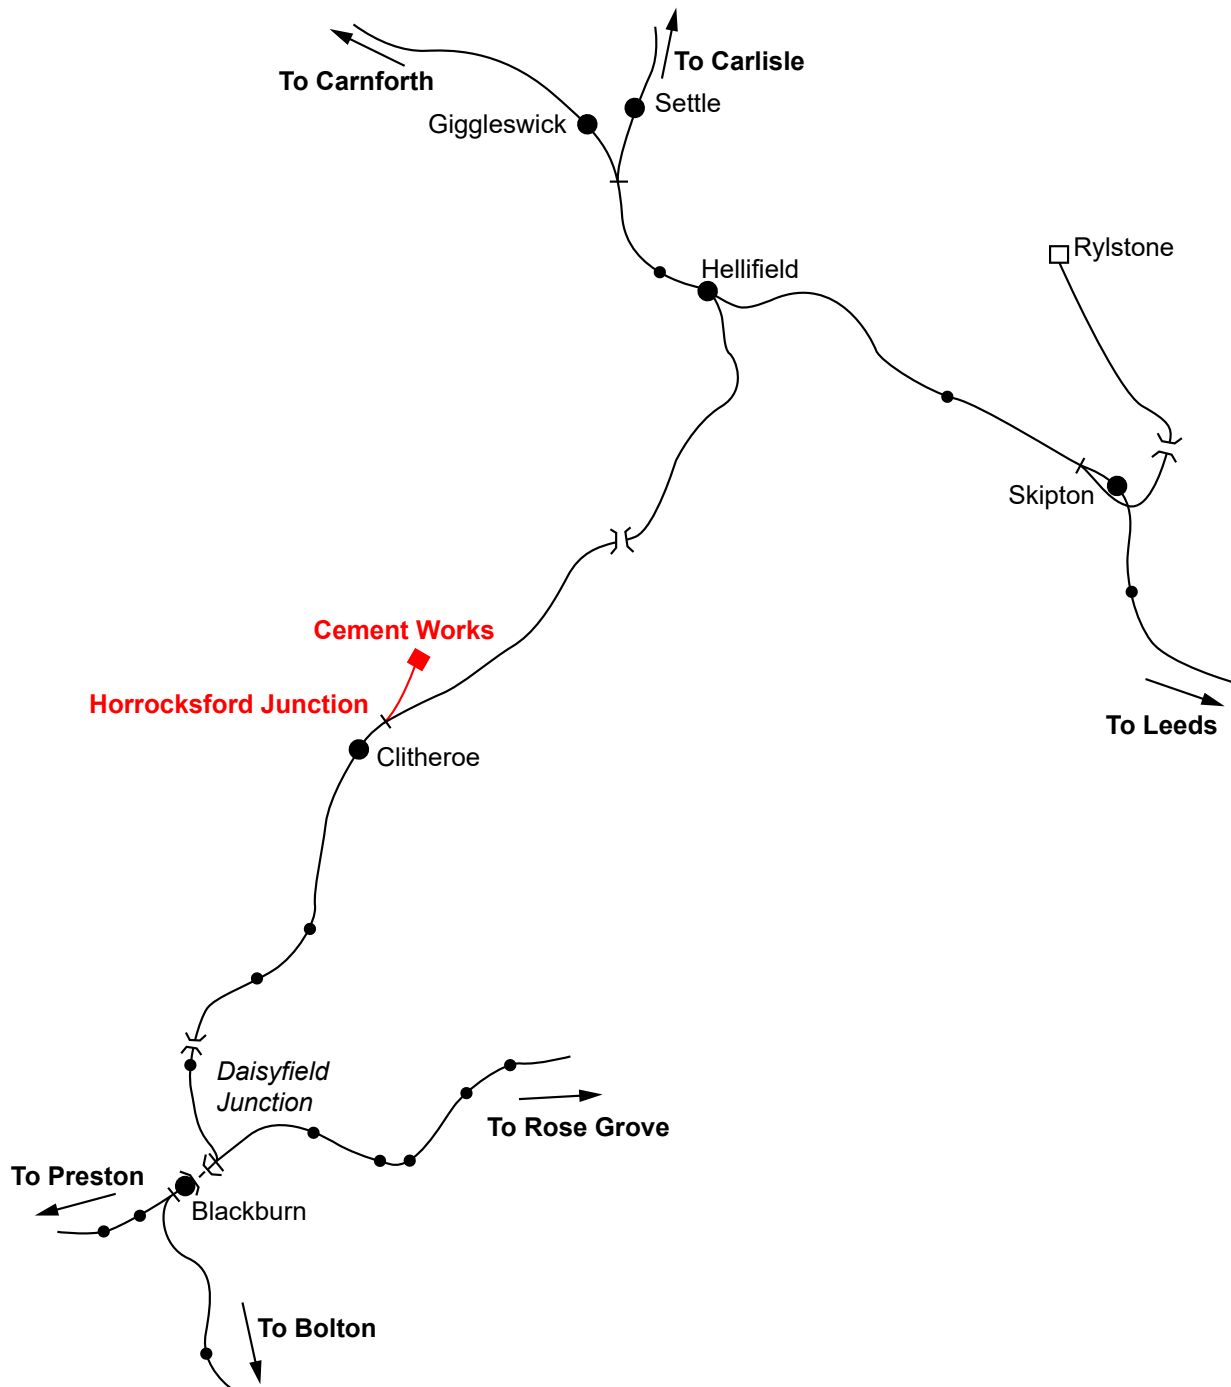 To Carlisle
To Carnforth
Settle
Giggleswick
Rylstone
Hellifield
Skipton
Cement Works
Horrocksford Junction
To Leeds
Clitheroe
Daisyfield
Junction
To Rose Grove
To Preston
Blackburn
To Bolton